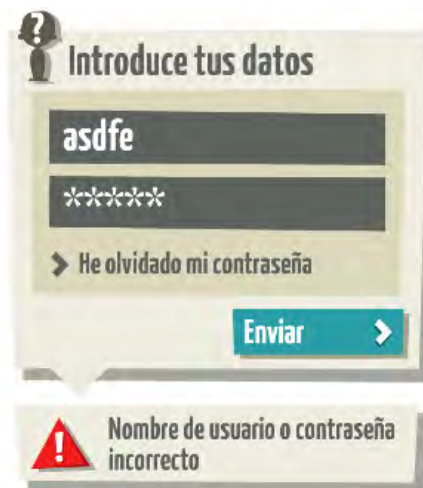 ?
Introduce tus datos
asdfe
*****
He olvidado mi contraseña
Enviar
!
Nombre de usuario o contraseña
incorrecto